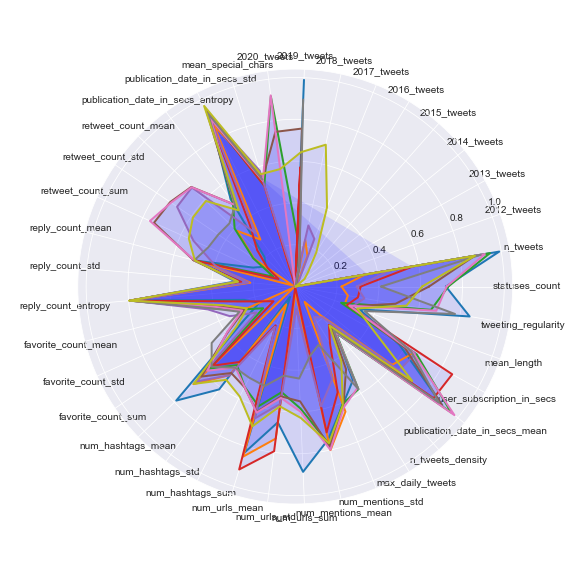 2019_tweets
2018_tweets
2020_tweets
2017_tweets
mean_special_chars
publication_date_in_secs_std
2016_tweets
publication_date_in_secs_entropy
2015_tweets
retweet_count_mean
2014_tweets
retweet_count_std
2013_tweets
retweet_count_sum
1.0
2012_tweets
0.8
reply_count_mean
0.6
n_tweets
0.4
reply_count_std
0.2
statuses_count
reply_count_entropy
tweeting_regularity
favorite_count_mean
mean_length
favorite_count_std
user_subscription_in_secs
favorite_count_sum
publication_date_in_secs_mean
num_hashtags_mean
n_tweets_density
num_hashtags_std
max_daily_tweets
num_hashtags_sum
num_mentions_std
num_urls_mean
num_mentions_mean
num_urls_std
num_urls_sum